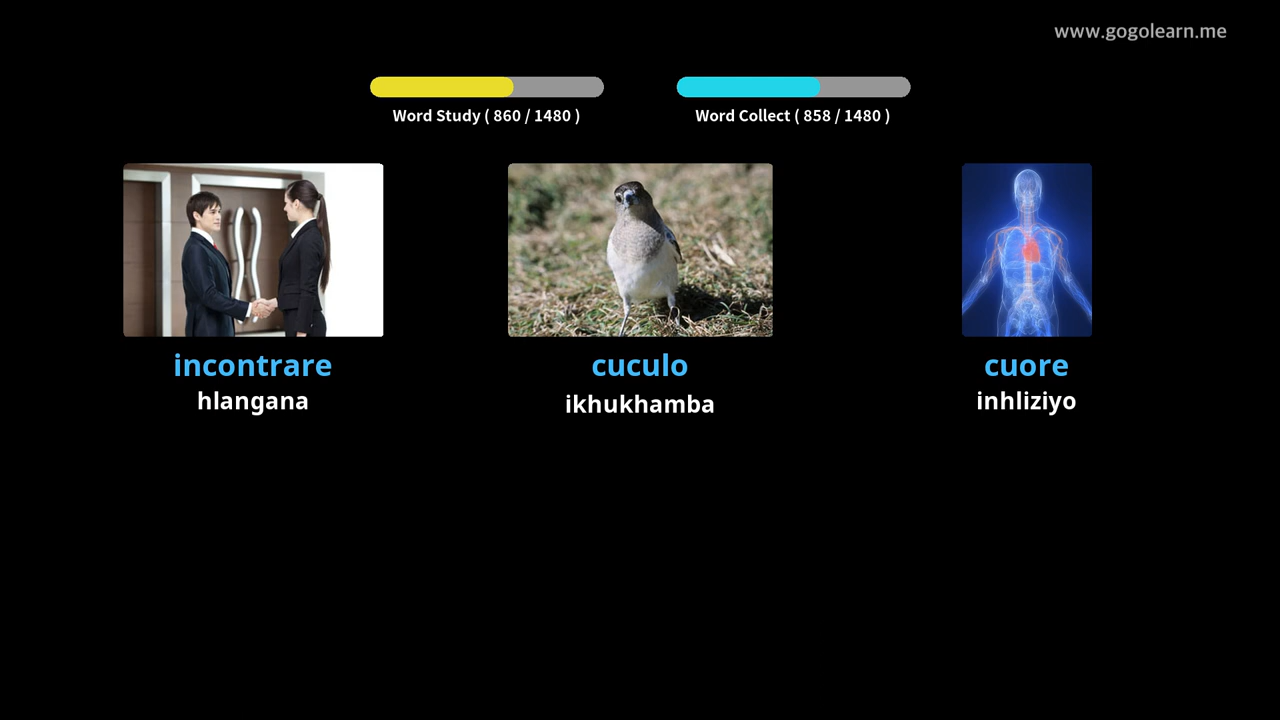 www.gogolearn.me
Word Study ( 860 / 1480 )
Word Collect ( 858 / 1480 )
incontrare
hlangana
cuculo
ikhukhamba
cuore
inhliziyo